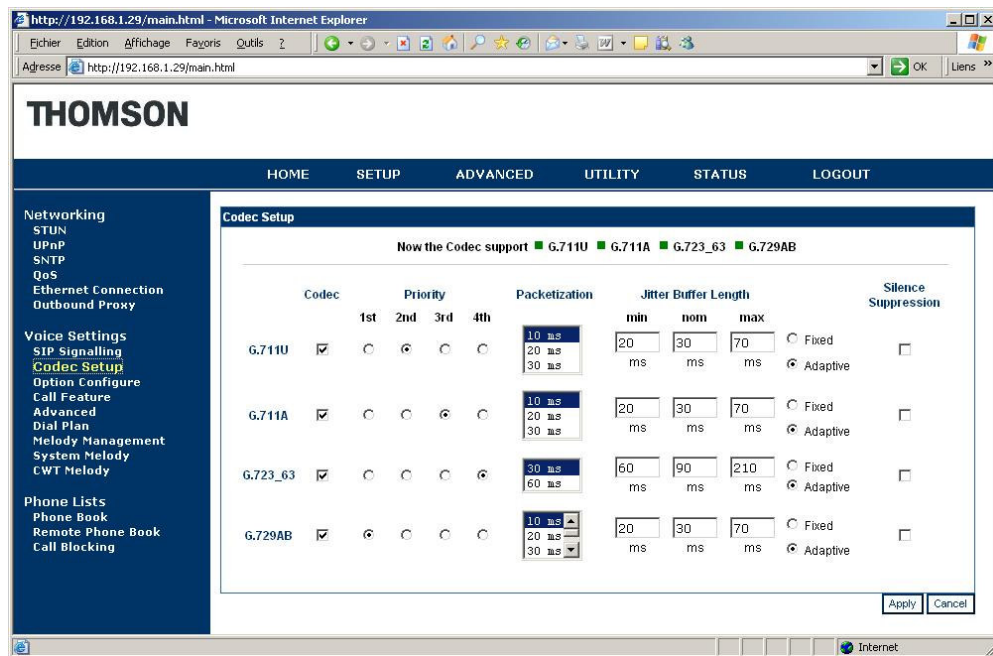 http://192.168.1.29/main.html - Microsoft Internet Explorer
Fichier Edition Affichage Favoris Outils ?
Adresse http://192.168.1.29/main.html OK Liens »
THOMSON
HOME SETUP ADVANCED UTILITY STATUS LOGOUT
Networking
STUN
UPnP
SNTP
QoS
Ethernet Connection
Outbound Proxy
Voice Settings
SIP Signalling
Codec Setup
Option Configure
Call Feature
Advanced
Dial Plan
Melody Management
System Melody
CWT Melody
Phone Lists
Phone Book
Remote Phone Book
Call Blocking
Codec Setup
Now the Codec support G.711U G.711A G.723_63 G.729AB
Codec Priority Packetization Jitter Buffer Length Silence Suppression
1st 2nd 3rd 4th min nom max
G.711U 10 ms 20 ms 30 ms 20 ms 30 ms 70 ms Fixed Adaptive
G.711A 10 ms 20 ms 30 ms 20 ms 30 ms 70 ms Fixed Adaptive
G.723_63 30 ms 60 ms 60 ms 90 ms 210 ms Fixed Adaptive
G.729AB 10 ms 20 ms 30 ms 20 ms 30 ms 70 ms Fixed Adaptive
Apply Cancel
Internet